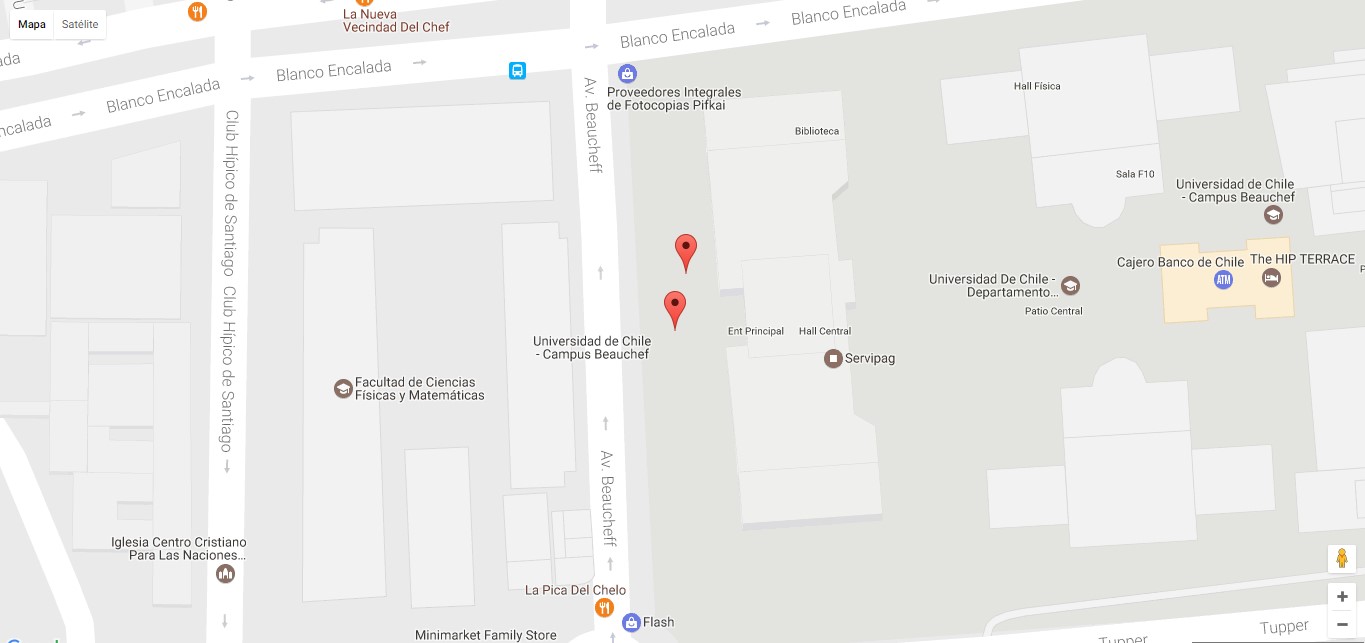 Mapa
Satélite
La Nueva
Vecindad Del Chef
Blanco Encalada
Blanco Encalada
Blanco Encalada
Blanco Encalada
Proveedores Integrales
de Fotocopias Pifkai
Av. Beaucheff
Club Hípico de Santiago
Club Hípico de Santiago
Biblioteca
Hall Física
Sala F10
Universidad de Chile
- Campus Beauchef
Cajero Banco de Chile
ATM
The HIP TERRACE
Universidad De Chile -
Departamento...
Patio Central
Ent Principal
Hall Central
Servipag
Universidad de Chile
- Campus Beauchef
Facultad de Ciencias
Físicas y Matemáticas
Av. Beaucheff
Iglesia Centro Cristiano
Para Las Naciones...
La Pica Del Chelo
Flash
Minimarket Family Store
Tupper
Tupper